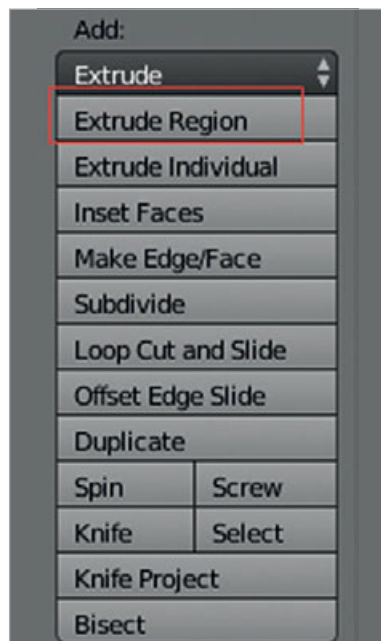 Add:
Extrude
Extrude Region
Extrude Individual
Inset Faces
Make Edge/Face
Subdivide
Loop Cut and Slide
Offset Edge Slide
Duplicate
Spin Screw
Knife Select
Knife Project
Bisect